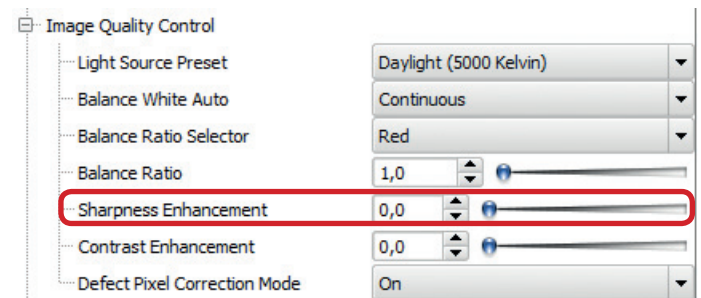 Image Quality Control
Light Source Preset Daylight (5000 Kelvin)
Balance White Auto Continuous
Balance Ratio Selector Red
Balance Ratio 1,0
Sharpness Enhancement 0,0
Contrast Enhancement 0,0
Defect Pixel Correction Mode On